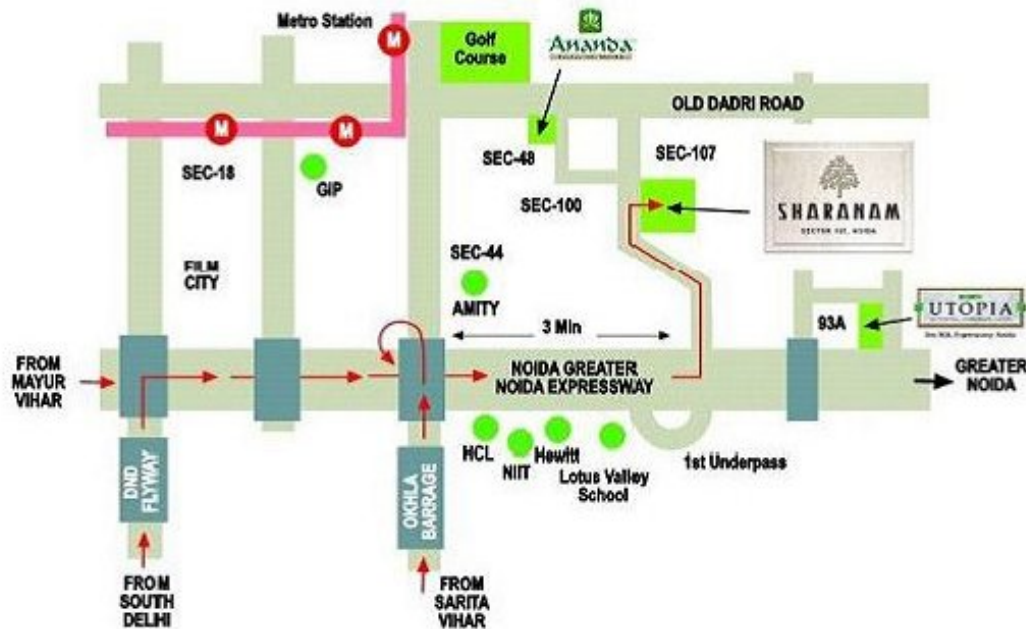 Metro Station
M
Golf
Course
Ananda
OLD DADRI ROAD
M
M
SEC-18
GIP
SEC-48
SEC-107
SEC-100
SHARANAM
SECTOR 107, NOIDA
SEC-44
AMITY
FILM
CITY
3 Min
93A
UTOPIA
FROM
MAYUR
VIHAR
NOIDA GREATER
NOIDA EXPRESSWAY
GREATER
NOIDA
HCL
NIIT
Hewitt
Lotus Valley
School
1st Underpass
DND
FLYWAY
OKHLA
BARRAGE
FROM
SOUTH
DELHI
FROM
SARITA
VIHAR